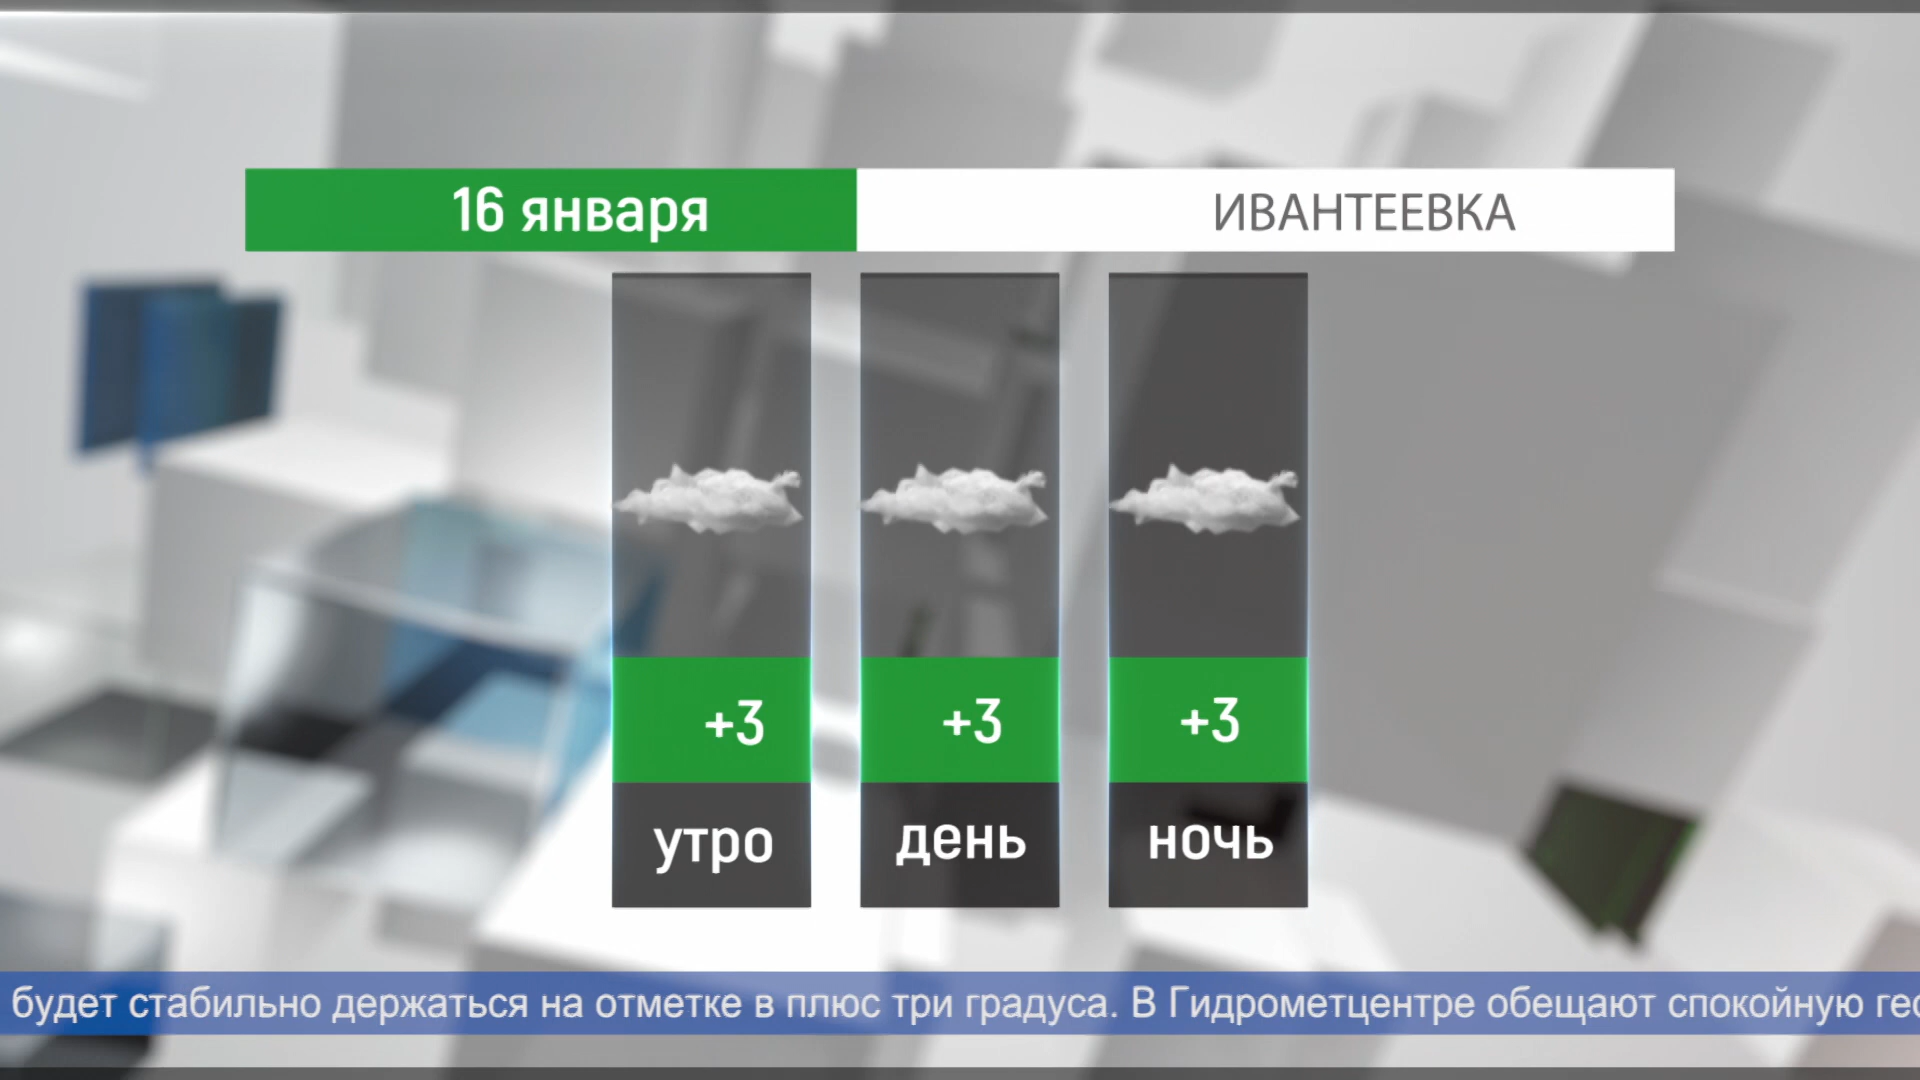 16 января
ИВАНТЕЕВКА
+3
+3
+3
утро
день
ночь
будет стабильно держаться на отметке в плюс три градуса. В Гидрометцентре обещают спокойную